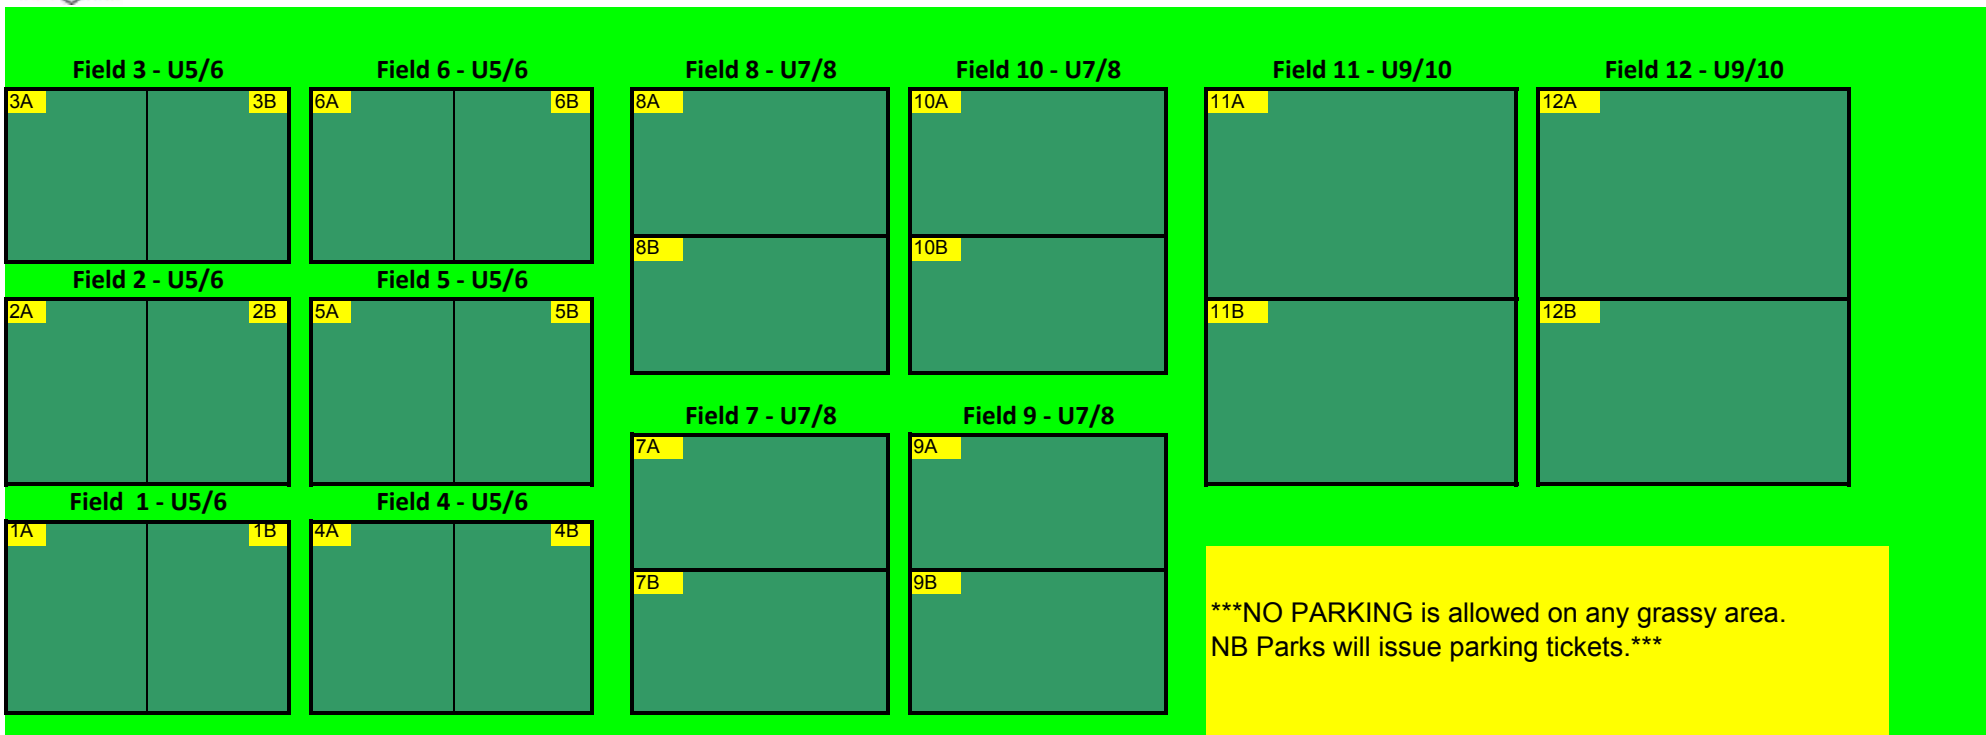 Field 3 - U5/6 Field 6 - U5/6 Field 8 - U7/8 Field 10 - U7/8 Field 11 - U9/10 Field 12 - U9/10
3A 3B 6A 6B 8A 10A 11A 12A
8B 10B
Field 2 - U5/6 Field 5 - U5/6
2A 2B 5A 5B 11B 12B
Field 7 - U7/8 Field 9 - U7/8
7A 9A
Field 1 - U5/6 Field 4 - U5/6
1A 1B 4A 4B
7B 9B
***NO PARKING is allowed on any grassy area.
NB Parks will issue parking tickets.***